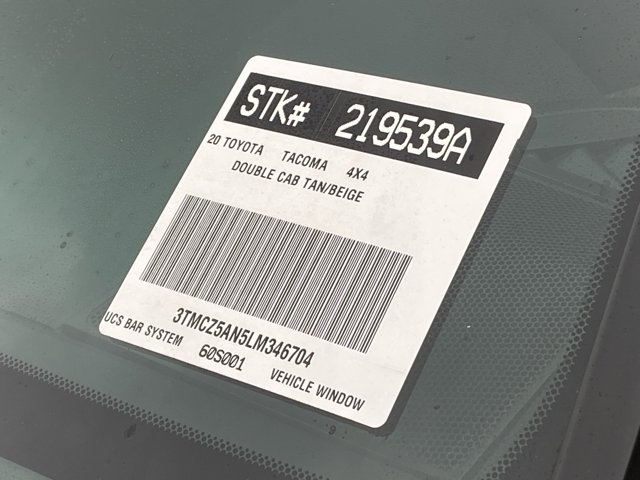 STK# 219539A
20 TOYOTA TACOMA 4X4
DOUBLE CAB TAN/BEIGE
3TMCZ5AN5LM346704
UCS BAR SYSTEM 60S001 VEHICLE WINDOW